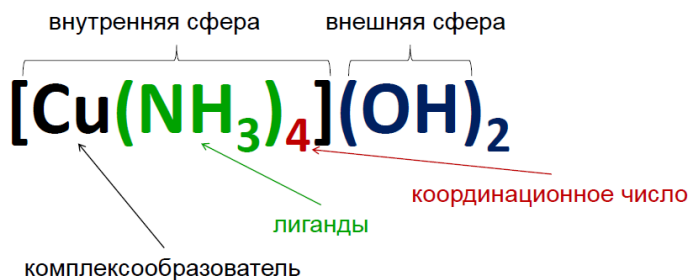 внутренняя сфера внешняя сфера
[Cu(NH₃)₄](OH)₂
координационное число
лиганды
комплексообразователь